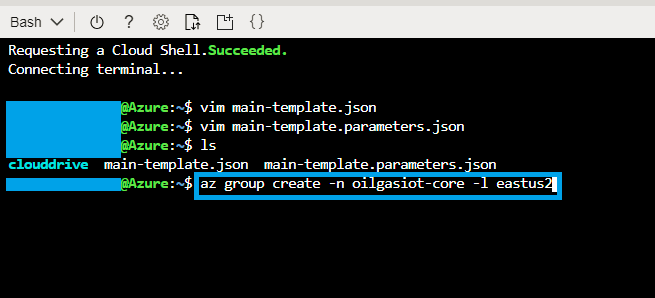 Bash ? {}
Requesting a Cloud Shell.Succeeded.
Connecting terminal...
@Azure:~$ vim main-template.json
@Azure:~$ vim main-template.parameters.json
@Azure:~$ ls
clouddrive main-template.json main-template.parameters.json
@Azure:~$ az group create -n oilgasiot-core -l eastus2